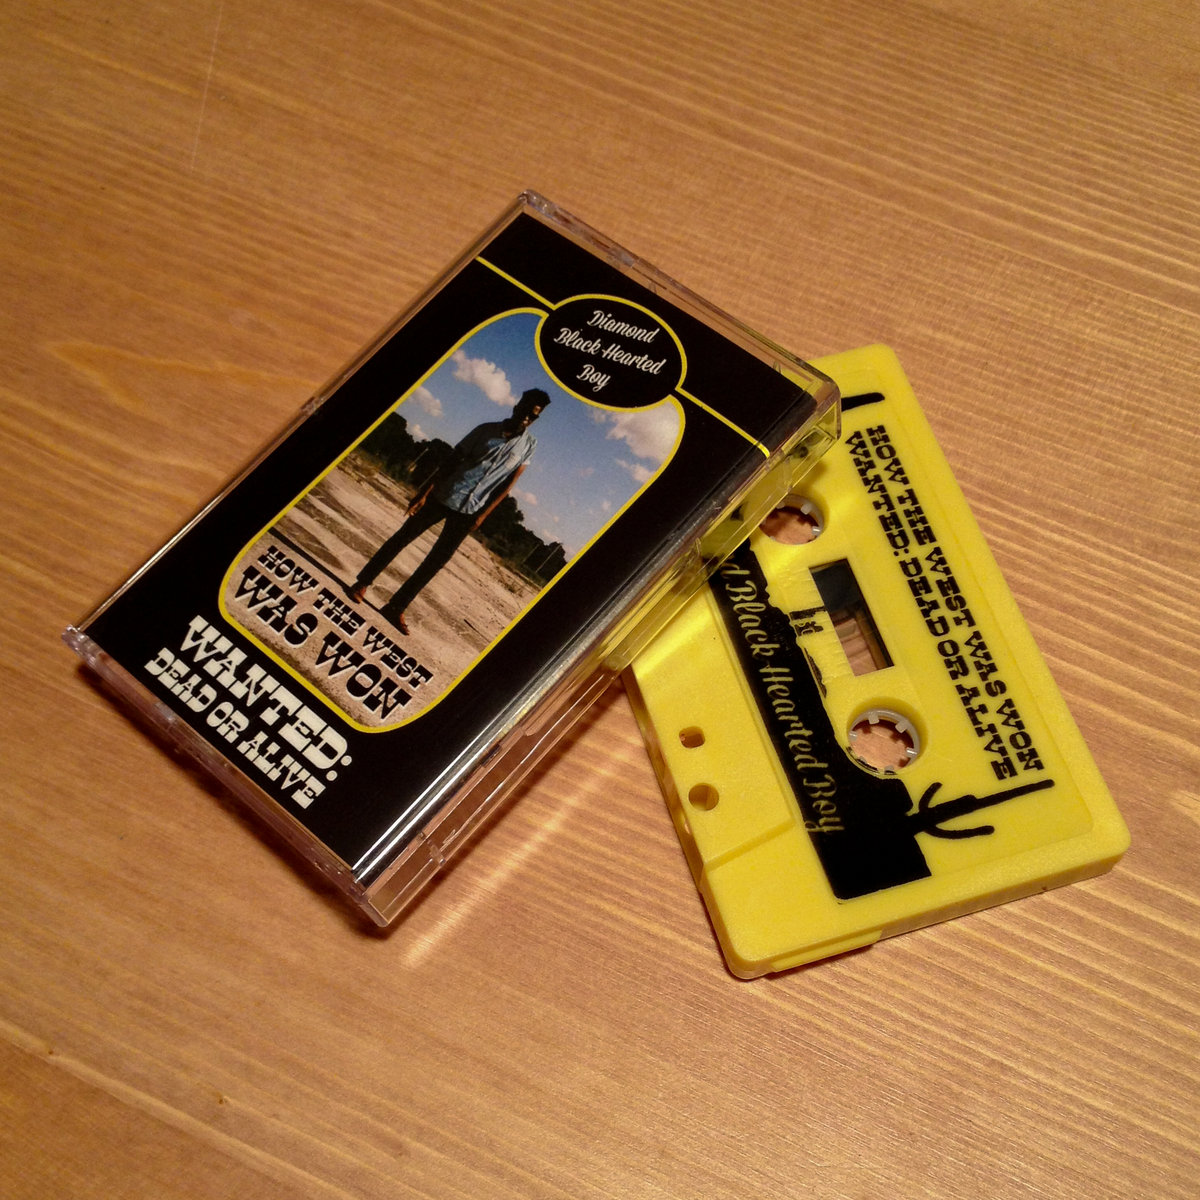 Diamond
Black Hearted
Boy
HOW THE WEST
WAS WON
WANTED:
DEAD OR ALIVE
HOW THE WEST WAS WON
WANTED: DEAD OR ALIVE
d Black Hearted Boy